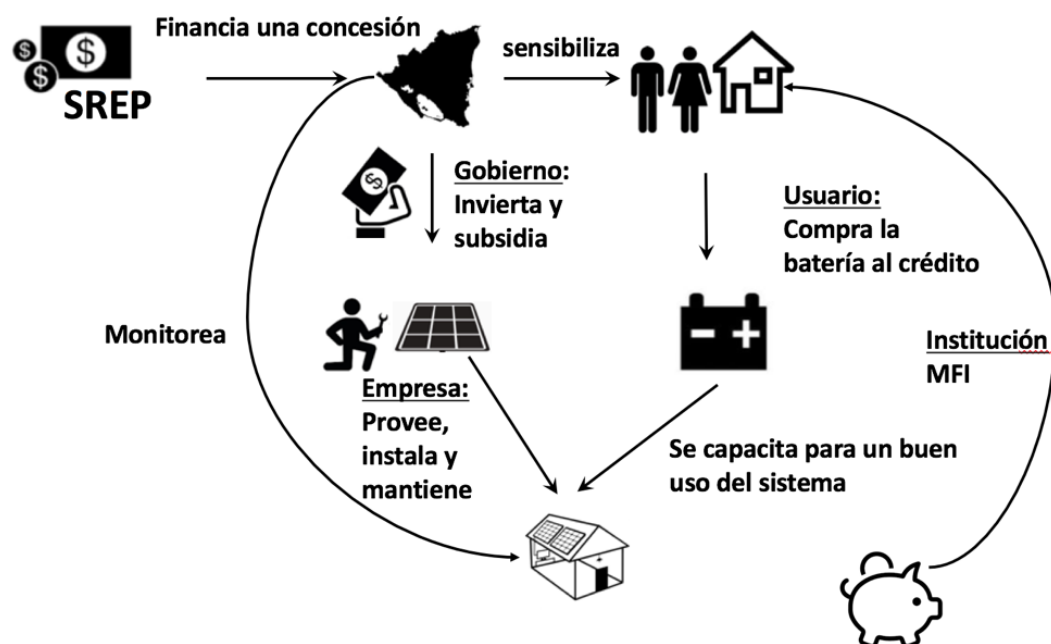 Financia una concesión
SREP
sensibiliza
Gobierno:
Invierta y
subsidia
Usuario:
Compra la
batería al crédito
Monitorea
Empresa:
Provee,
instala y
mantiene
Institución
MFI
Se capacita para un buen
uso del sistema